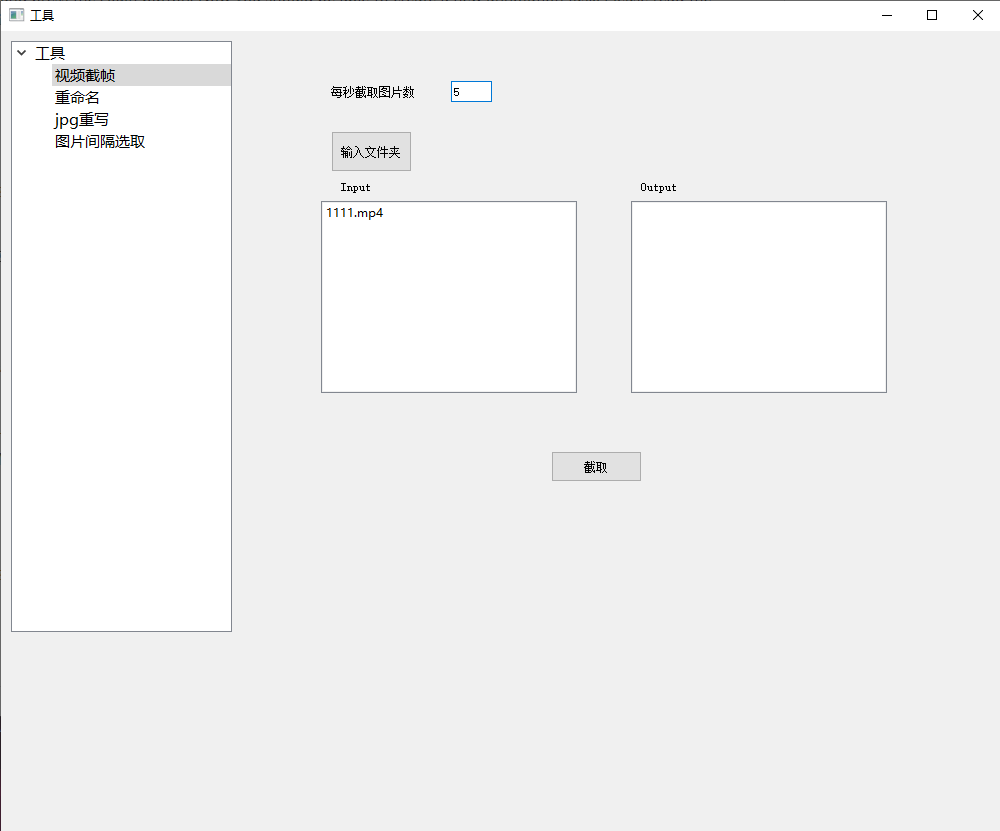 工具
工具
视频截帧
重命名
jpg重写
图片间隔选取
每秒截取图片数 5
输入文件夹
Input
Output
1111.mp4
截取